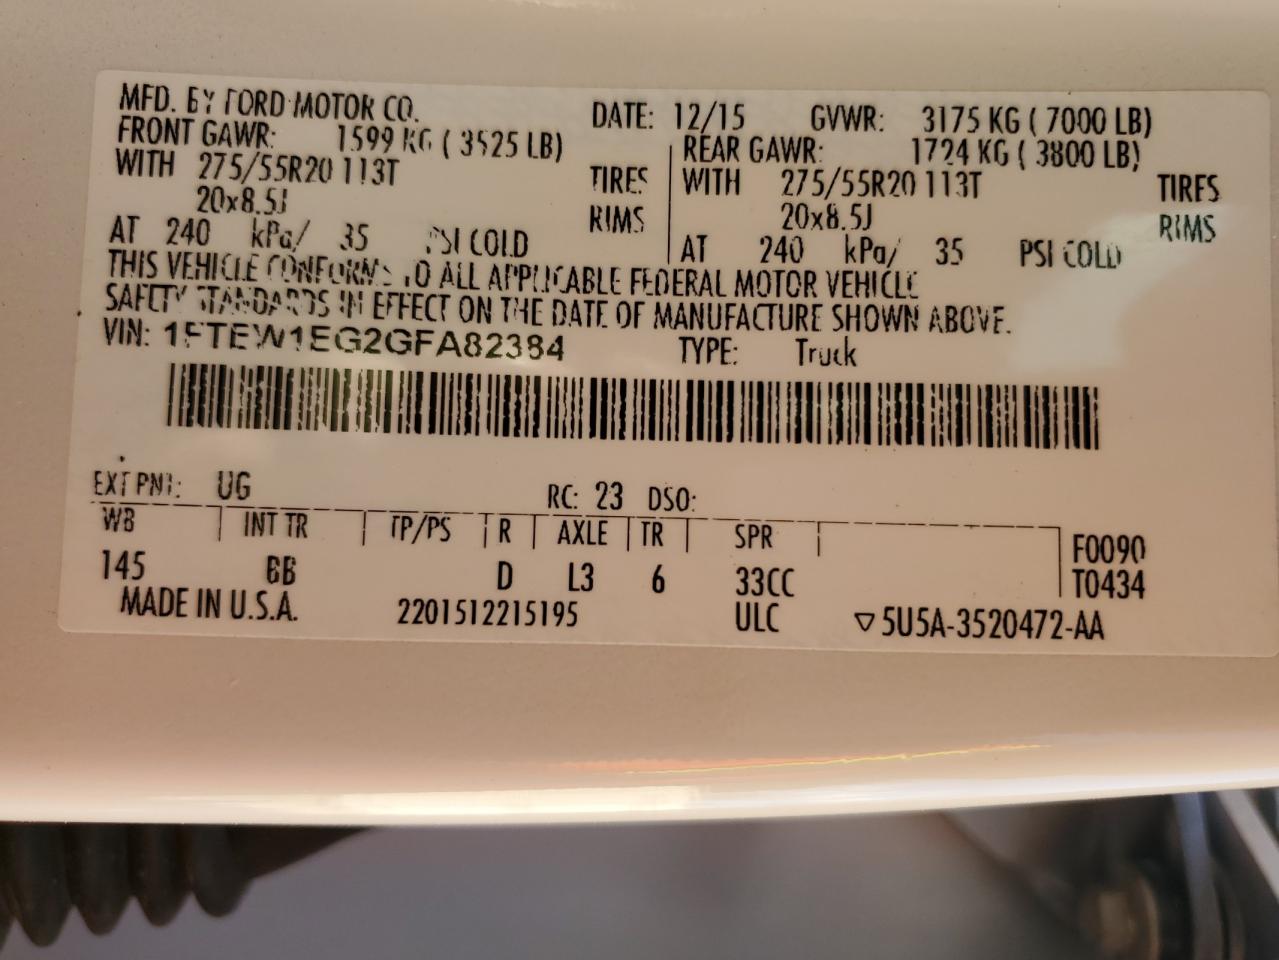 MFD. BY FORD MOTOR CO. DATE: 12/15 GVWR: 3175 KG ( 7000 LB)
FRONT GAWR: 1599 KG ( 3525 LB) REAR GAWR: 1724 KG ( 3800 LB)
WITH 275/55R20 113T TIRES WITH 275/55R20 113T TIRES
20x8.5J RIMS 20x8.5J RIMS
AT 240 kPa/ 35 PSI COLD AT 240 kPa/ 35 PSI COLD
THIS VEHICLE CONFORMS TO ALL APPLICABLE FEDERAL MOTOR VEHICLE
SAFETY STANDARDS IN EFFECT ON THE DATE OF MANUFACTURE SHOWN ABOVE.
VIN: 1FTEW1EG2GFA82384 TYPE: Truck
EXT PNT: UG RC: 23 DSO:
WB INT TR TP/PS R AXLE TR SPR F0090
145 BB D L3 6 33CC T0434
MADE IN U.S.A. 2201512215195 ULC ▽5U5A-3520472-AA